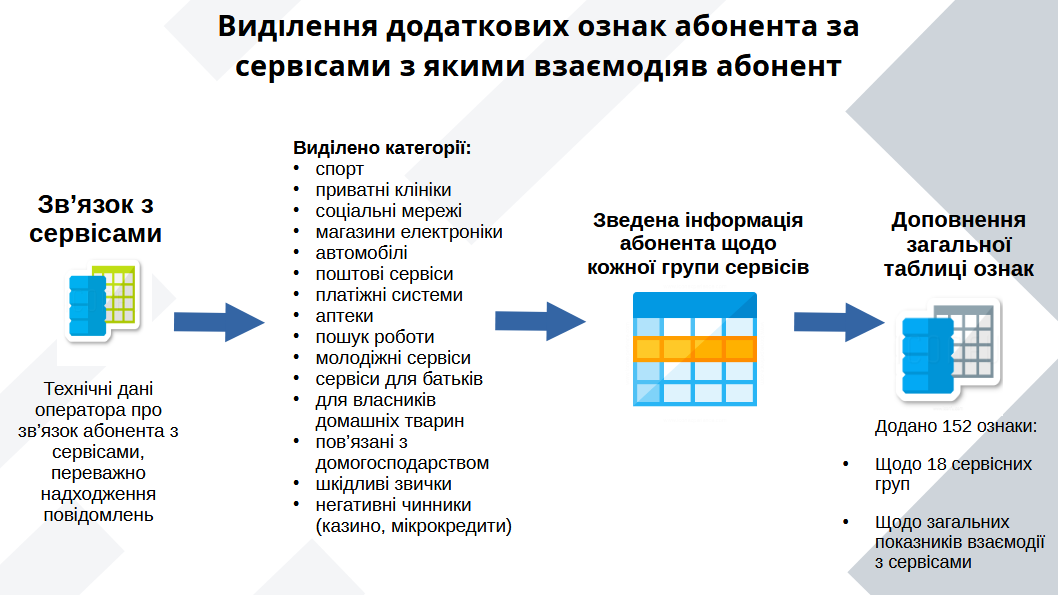 Виділення додаткових ознак абонента за
сервісами з якими взаємодіяв абонент
Зв’язок з
сервісами
Технічні дані
оператора про
зв’язок абонента з
сервісами,
переважно
надходження
повідомлень
Виділено категорії:
• спорт
• приватні клініки
• соціальні мережі
• магазини електроніки
• автомобілі
• поштові сервіси
• платіжні системи
• аптеки
• пошук роботи
• молодіжні сервіси
• сервіси для батьків
• для власників
домашніх тварин
• пов’язані з
домогосподарством
• шкідливі звички
• негативні чинники
(казино, мікрокредити)
Зведена інформація
абонента щодо
кожної групи сервісів
Доповнення
загальної
таблиці ознак
Додано 152 ознаки:
• Щодо 18 сервісних
груп
• Щодо загальних
показників взаємодії
з сервісами